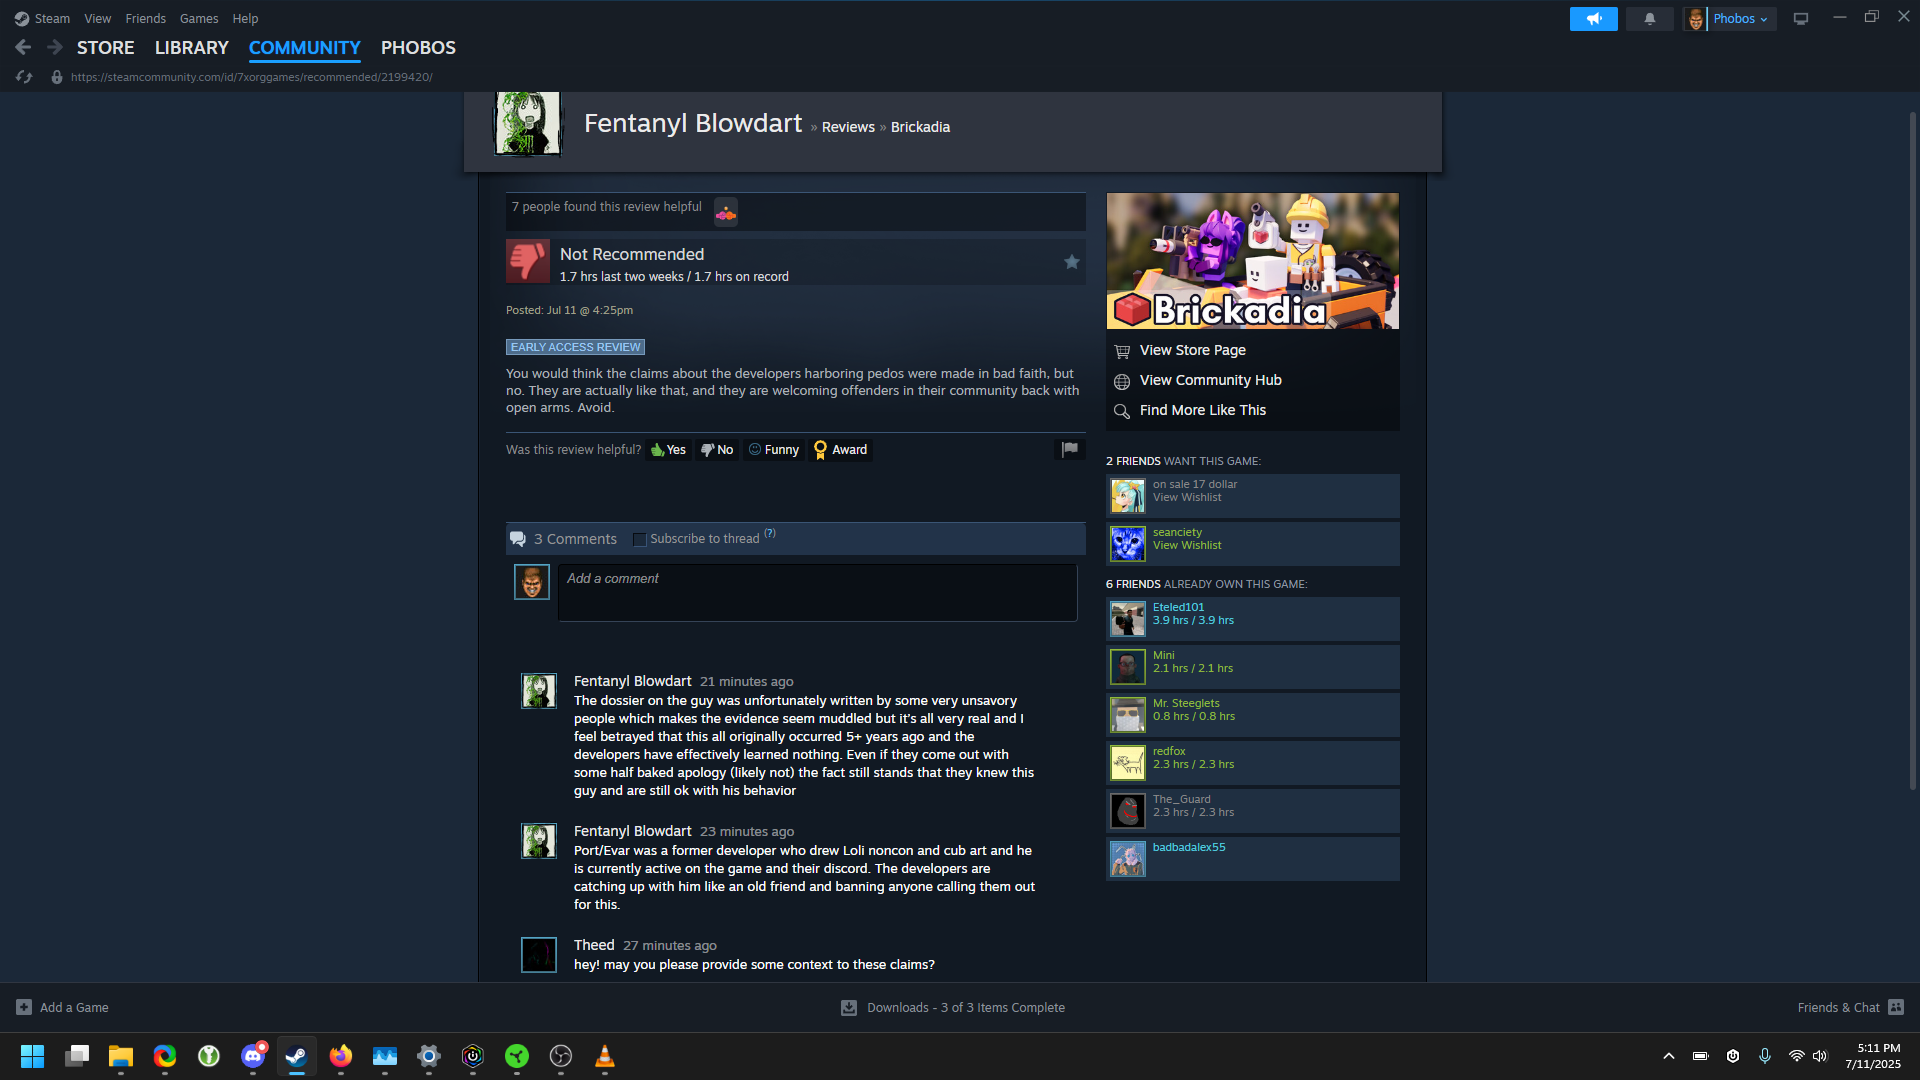 Steam View Friends Games Help
Phobos
STORE LIBRARY COMMUNITY PHOBOS
https://steamcommunity.com/id/7xorggames/recommended/2199420/
Fentanyl Blowdart » Reviews » Brickadia
7 people found this review helpful
Not Recommended
1.7 hrs last two weeks / 1.7 hrs on record
Posted: Jul 11 @ 4:25pm
EARLY ACCESS REVIEW
You would think the claims about the developers harboring pedos were made in bad faith, but
no. They are actually like that, and they are welcoming offenders in their community back with
open arms. Avoid.
Was this review helpful? Yes No Funny Award
3 Comments Subscribe to thread (?)
Add a comment
Fentanyl Blowdart 21 minutes ago
The dossier on the guy was unfortunately written by some very unsavory
people which makes the evidence seem muddled but it's all very real and I
feel betrayed that this all originally occurred 5+ years ago and the
developers have effectively learned nothing. Even if they come out with
some half baked apology (likely not) the fact still stands that they knew this
guy and are still ok with his behavior
Fentanyl Blowdart 23 minutes ago
Port/Evar was a former developer who drew Loli noncon and cub art and he
is currently active on the game and their discord. The developers are
catching up with him like an old friend and banning anyone calling them out
for this.
Theed 27 minutes ago
hey! may you please provide some context to these claims?
Brickadia
View Store Page
View Community Hub
Find More Like This
2 FRIENDS WANT THIS GAME:
on sale 17 dollar
View Wishlist
seanciety
View Wishlist
6 FRIENDS ALREADY OWN THIS GAME:
Eteled101
3.9 hrs / 3.9 hrs
Mini
2.1 hrs / 2.1 hrs
Mr. Steeglets
0.8 hrs / 0.8 hrs
redfox
2.3 hrs / 2.3 hrs
The_Guard
2.3 hrs / 2.3 hrs
badbadalex55
Add a Game
Downloads - 3 of 3 Items Complete
Friends & Chat
5:11 PM
7/11/2025